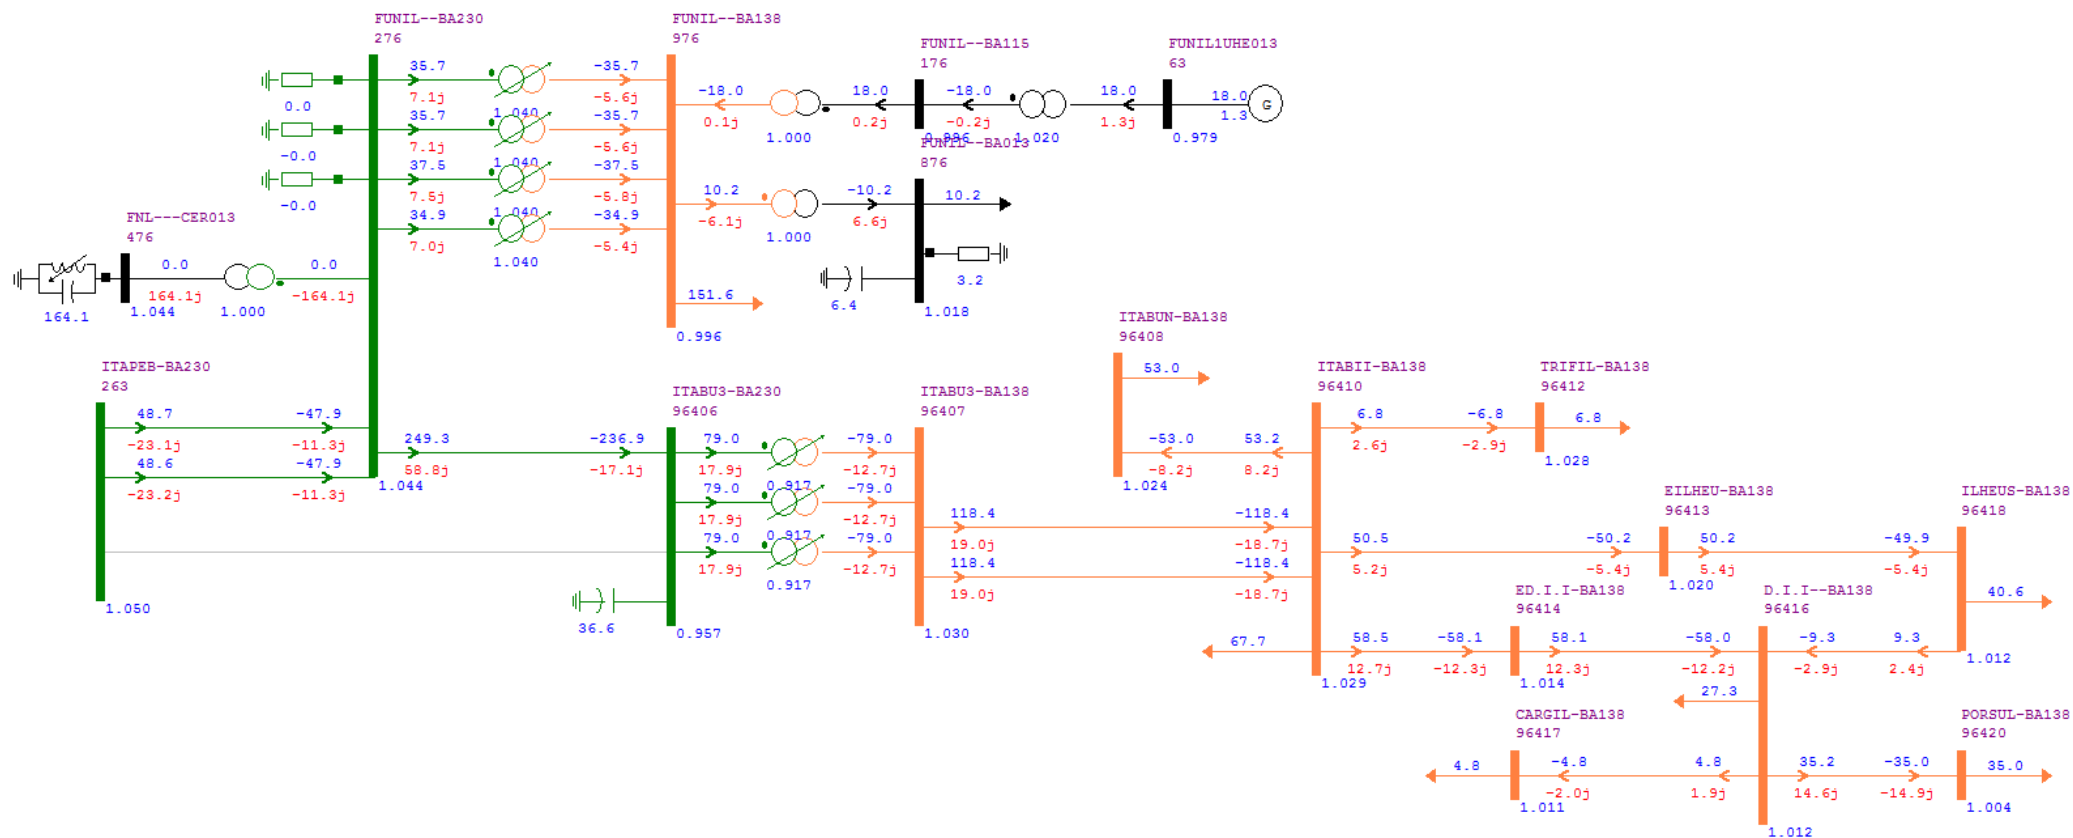 FUNIL--BA230
276
FUNIL--BA138
976
FUNIL--BA115
176
FUNIL1UHE013
63
35.7
-35.7
7.1j
-5.6j
0.0
1.040
-18.0
18.0
-18.0
18.0
18.0
G
0.1j
0.2j
-0.2j
1.3j
1.3
1.000
0.996
1.020
0.979
35.7
-35.7
7.1j
-5.6j
-0.0
1.040
FUNIL--BA013
876
37.5
-37.5
7.5j
-5.8j
-0.0
1.040
10.2
-10.2
10.2
-6.1j
6.6j
1.000
34.9
-34.9
7.0j
-5.4j
1.040
FNL---CER013
476
0.0
0.0
164.1j
-164.1j
164.1
1.044
1.000
3.2
6.4
1.018
151.6
0.996
ITAPEB-BA230
263
48.7
-47.9
-23.1j
-11.3j
48.6
-47.9
-23.2j
-11.3j
1.044
1.050
249.3
-236.9
58.8j
-17.1j
ITABU3-BA230
96406
79.0
-79.0
17.9j
-12.7j
0.917
79.0
-79.0
17.9j
-12.7j
0.917
79.0
-79.0
17.9j
-12.7j
0.917
36.6
0.957
ITABU3-BA138
96407
118.4
-118.4
19.0j
-18.7j
118.4
-118.4
19.0j
-18.7j
1.030
ITABUN-BA138
96408
53.0
-53.0
53.2
-8.2j
8.2j
1.024
ITABII-BA138
96410
6.8
-6.8
2.6j
-2.9j
TRIFIL-BA138
96412
6.8
1.028
50.5
-50.2
5.2j
-5.4j
EILHEU-BA138
96413
50.2
-49.9
5.4j
-5.4j
1.020
ILHEUS-BA138
96418
40.6
1.012
67.7
58.5
-58.1
12.7j
-12.3j
1.029
ED.I.I-BA138
96414
58.1
-58.0
12.3j
-12.2j
1.014
D.I.I--BA138
96416
-9.3
9.3
-2.9j
2.4j
27.3
CARGIL-BA138
96417
4.8
-4.8
4.8
-2.0j
1.9j
1.011
35.2
-35.0
14.6j
-14.9j
1.012
PORSUL-BA138
96420
35.0
1.004